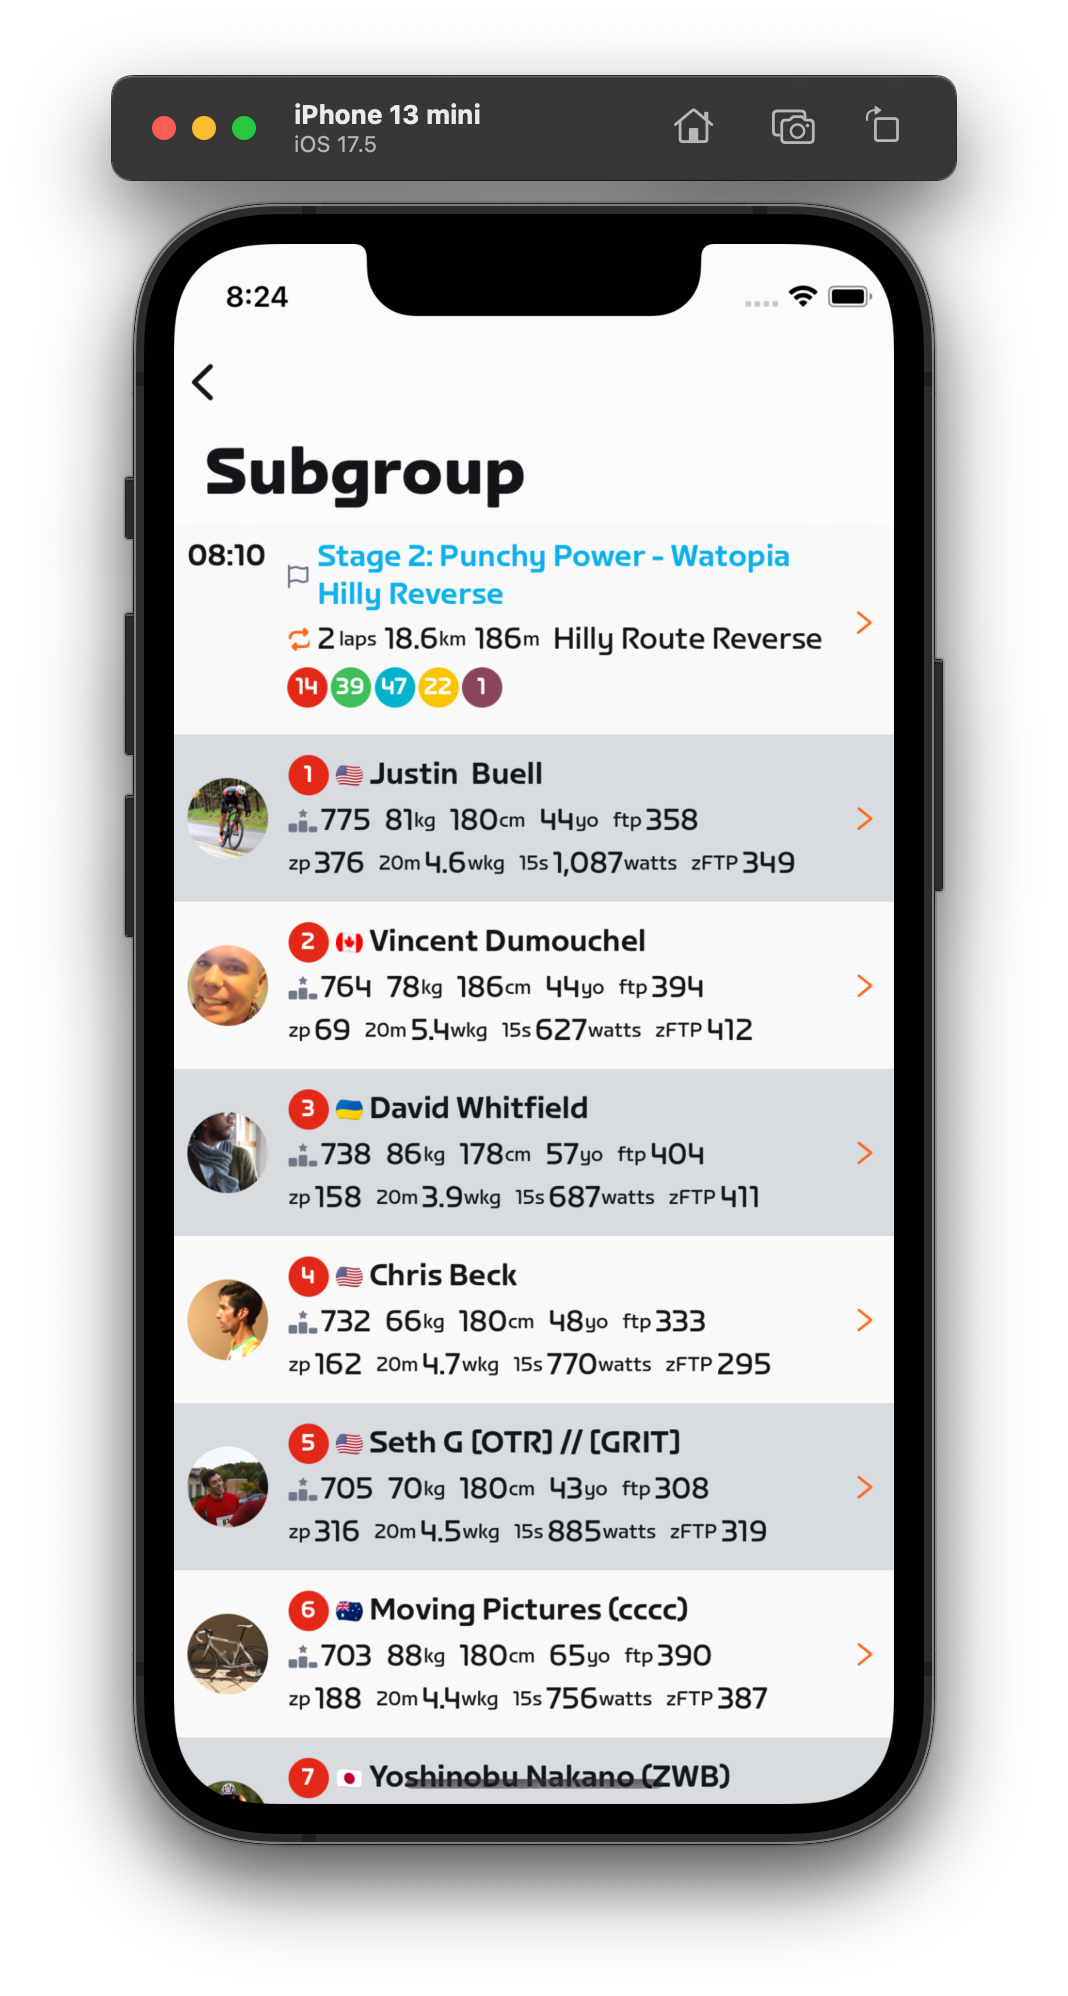 iPhone 13 mini
iOS 17.5
8:24
Subgroup
08:10
Stage 2: Punchy Power - Watopia
Hilly Reverse
2 laps 18.6km 186m Hilly Route Reverse
14 39 47 22 1
1 Justin Buell
775 81kg 180cm 44yo ftp 358
zp 376 20m 4.6wkg 15s 1,087watts zFTP 349
2 Vincent Dumouchel
764 78kg 186cm 44yo ftp 394
zp 69 20m 5.4wkg 15s 627watts zFTP 412
3 David Whitfield
738 86kg 178cm 57yo ftp 404
zp 158 20m 3.9wkg 15s 687watts zFTP 411
4 Chris Beck
732 66kg 180cm 48yo ftp 333
zp 162 20m 4.7wkg 15s 770watts zFTP 295
5 Seth G [OTR] // [GRIT]
705 70kg 180cm 43yo ftp 308
zp 316 20m 4.5wkg 15s 885watts zFTP 319
6 Moving Pictures (cccc)
703 88kg 180cm 65yo ftp 390
zp 188 20m 4.4wkg 15s 756watts zFTP 387
7 Yoshinobu Nakano (ZWB)